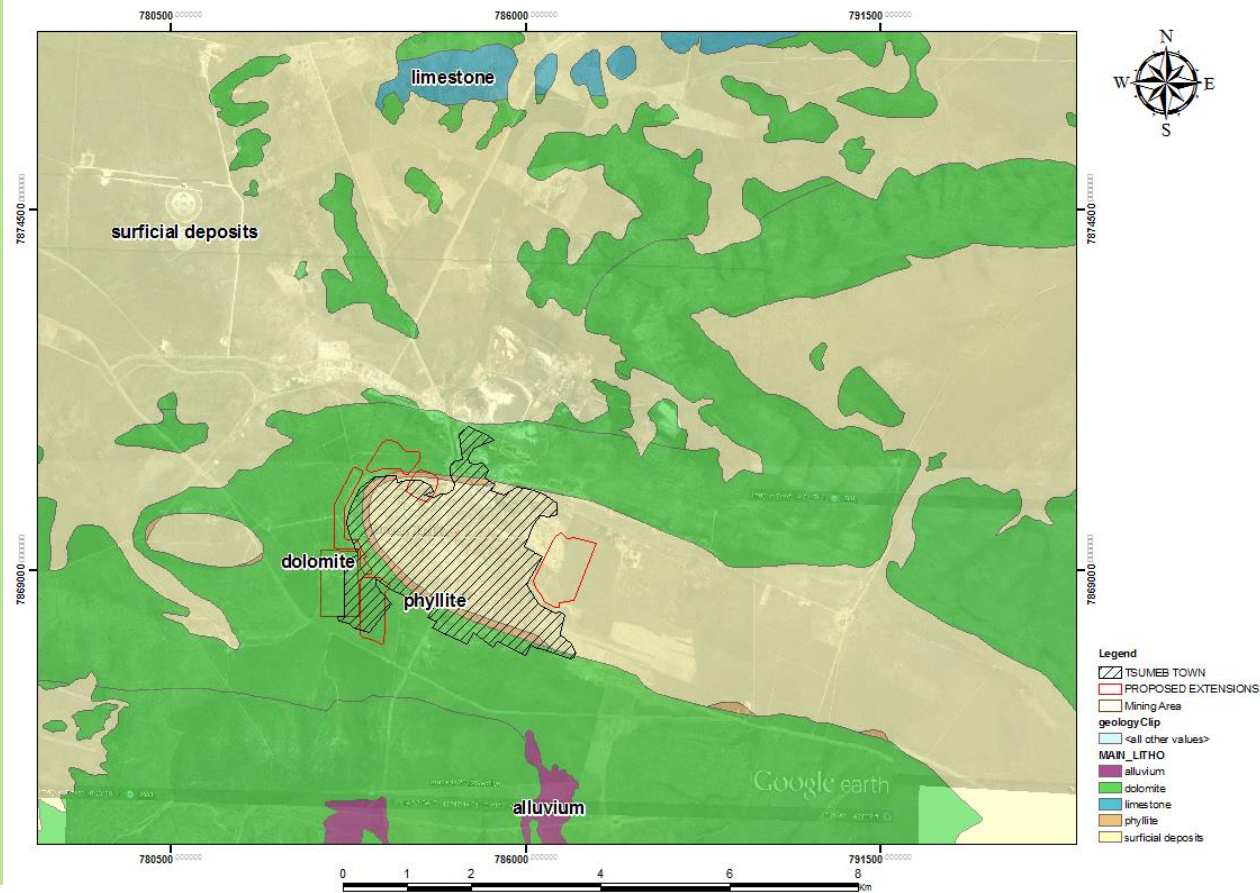 780500 786000 791500
N
W E
S
limestone
7874500
7874500
surficial deposits
7869000
7869000
dolomite
phyllite
Legend
TSUMEB TOWN
PROPOSED EXTENSIONS
Mining Area
geologyClip
<all other values>
MAIN_LITHO
alluvium
dolomite
limestone
phyllite
surficial deposits
Google earth
alluvium
780500 786000 791500
0 1 2 4 6 8
Km